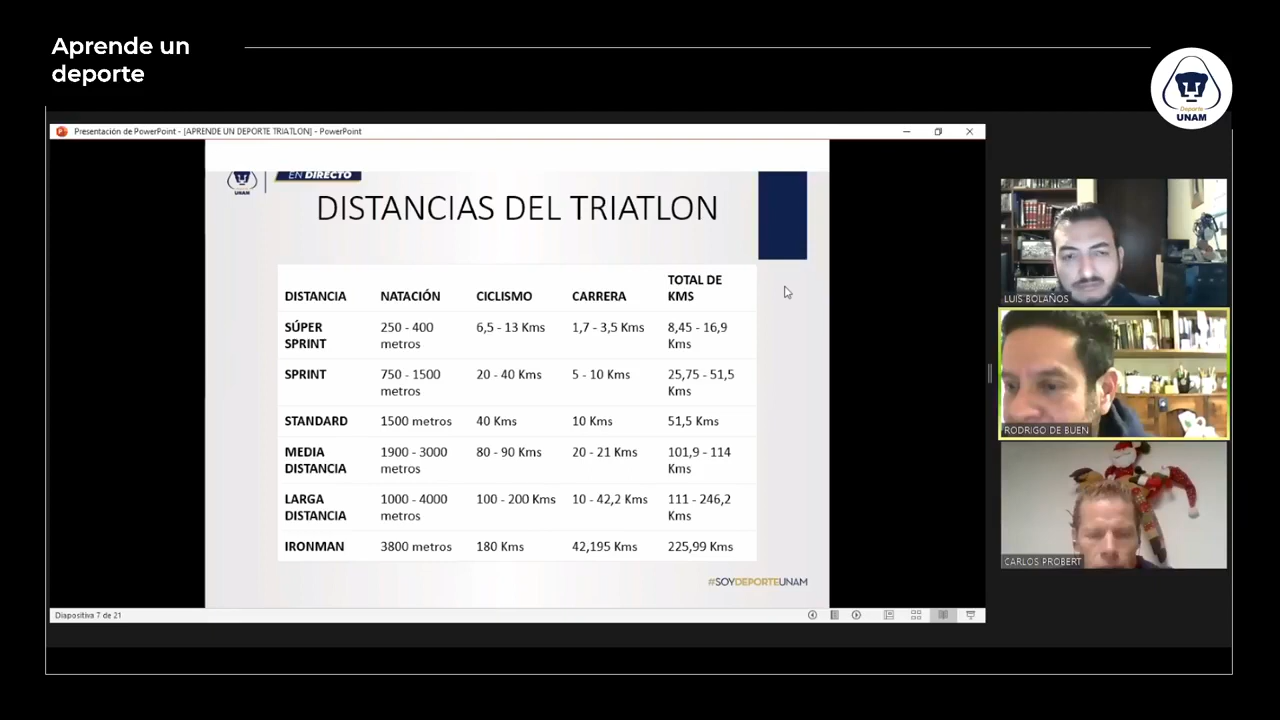 Aprende un
deporte
Deporte
UNAM
Presentación de PowerPoint - [APRENDE UN DEPORTE TRIATLON] - PowerPoint
UNAM
EN DIRECTO
DISTANCIAS DEL TRIATLON
DISTANCIA NATACIÓN CICLISMO CARRERA TOTAL DE KMS
SÚPER SPRINT 250 - 400 metros 6,5 - 13 Kms 1,7 - 3,5 Kms 8,45 - 16,9 Kms
SPRINT 750 - 1500 metros 20 - 40 Kms 5 - 10 Kms 25,75 - 51,5 Kms
STANDARD 1500 metros 40 Kms 10 Kms 51,5 Kms
MEDIA DISTANCIA 1900 - 3000 metros 80 - 90 Kms 20 - 21 Kms 101,9 - 114 Kms
LARGA DISTANCIA 1000 - 4000 metros 100 - 200 Kms 10 - 42,2 Kms 111 - 246,2 Kms
IRONMAN 3800 metros 180 Kms 42,195 Kms 225,99 Kms
#SOYDEPORTEUNAM
Diapositiva 7 de 21
LUIS BOLAÑOS
RODRIGO DE BUEN
CARLOS PROBERT